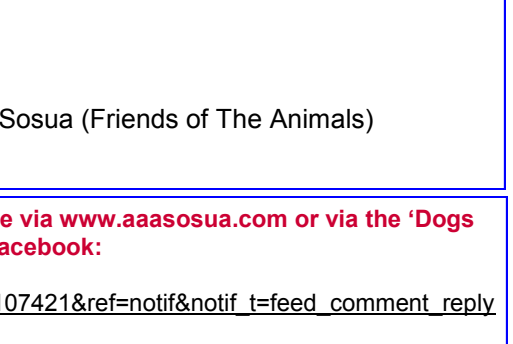 Sosua (Friends of The Animals)
e via www.aaasosua.com or via the ‘Dogs
acebook:
107421&ref=notif&notif_t=feed_comment_reply